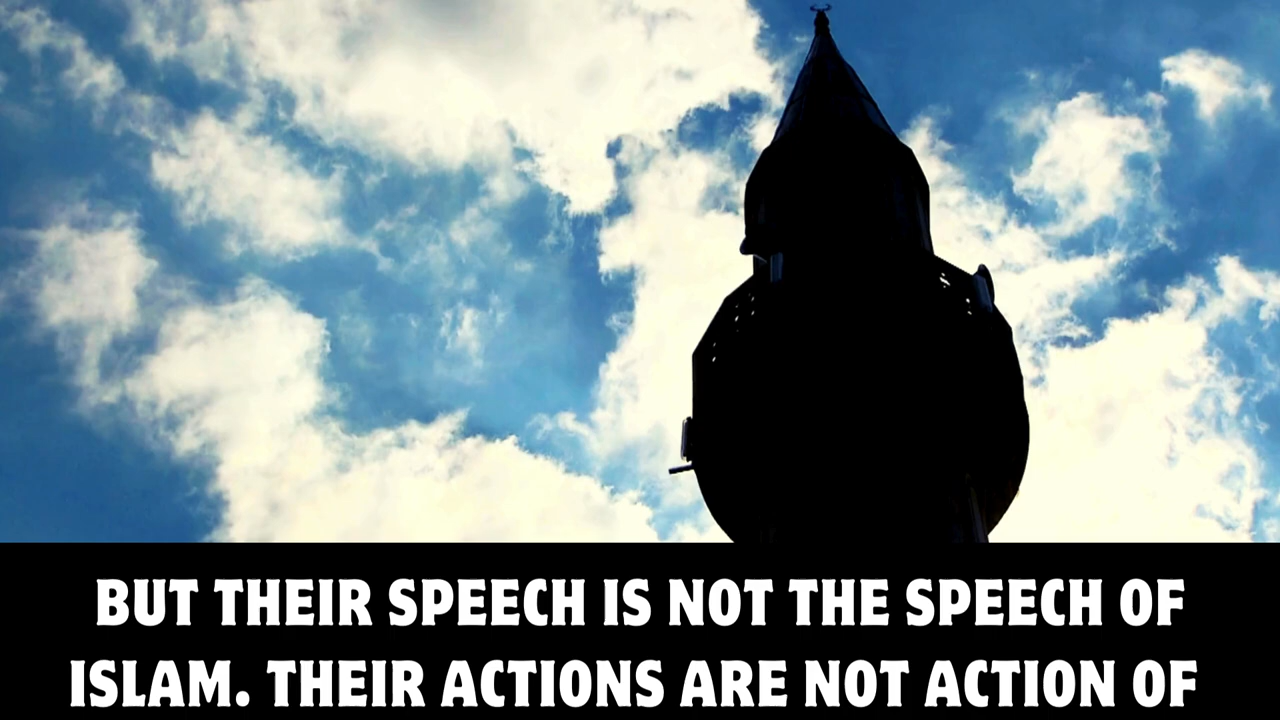 BUT THEIR SPEECH IS NOT THE SPEECH OF
ISLAM. THEIR ACTIONS ARE NOT ACTION OF